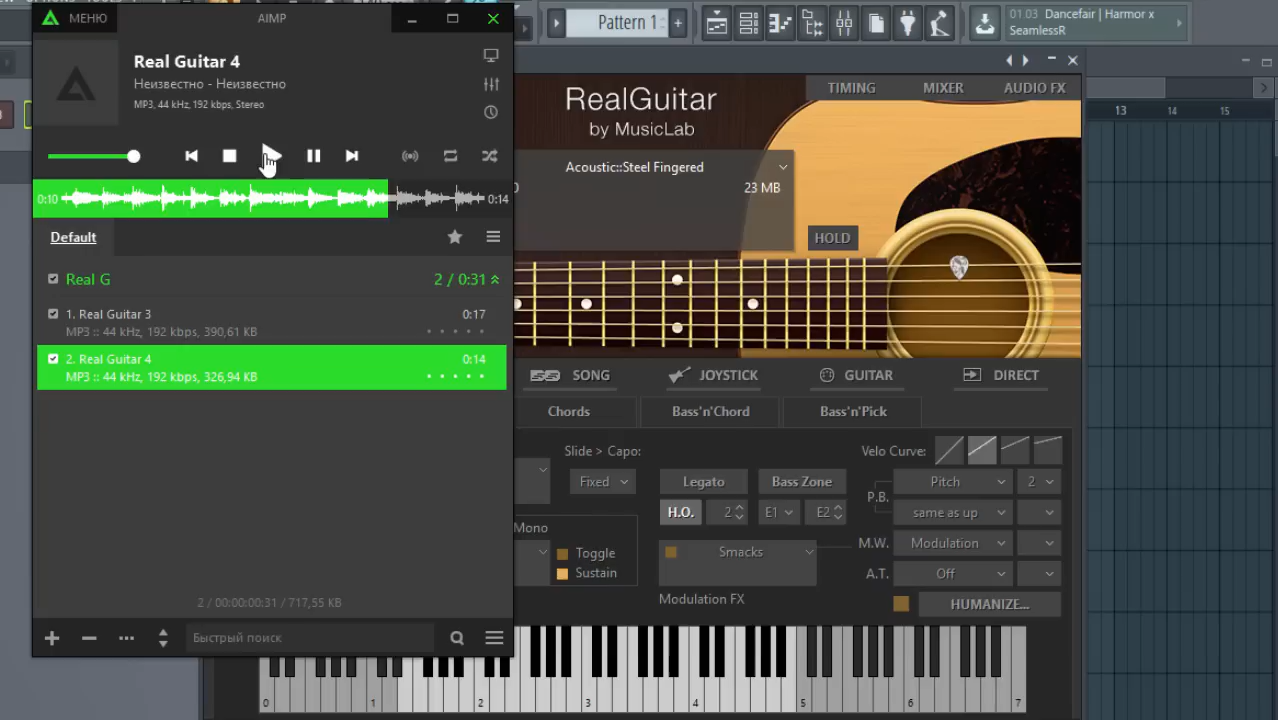 МЕНЮ
AIMP
Real Guitar 4
Неизвестно - Неизвестно
MP3, 44 kHz, 192 kbps, Stereo
0:10
0:14
Default
Real G
2 / 0:31
1. Real Guitar 3
0:17
MP3 :: 44 kHz, 192 kbps, 390,61 KB
2. Real Guitar 4
0:14
MP3 :: 44 kHz, 192 kbps, 326,94 KB
2 / 00:00:00:31 / 717,55 KB
Быстрый поиск
Pattern 1
01.03 Dancefair | Harmor x
SeamlessR
13
14
15
RealGuitar
by MusicLab
TIMING
MIXER
AUDIO FX
Acoustic::Steel Fingered
0
23 MB
HOLD
SONG
JOYSTICK
GUITAR
DIRECT
Chords
Bass'n'Chord
Bass'n'Pick
Slide > Capo:
Velo Curve:
Fixed
Legato
Bass Zone
P.B.
Pitch
2
H.O.
2
E1
E2
same as up
Mono
Toggle
Sustain
Smacks
M.W.
Modulation
A.T.
Off
Modulation FX
HUMANIZE...
0
1
2
3
4
5
6
7